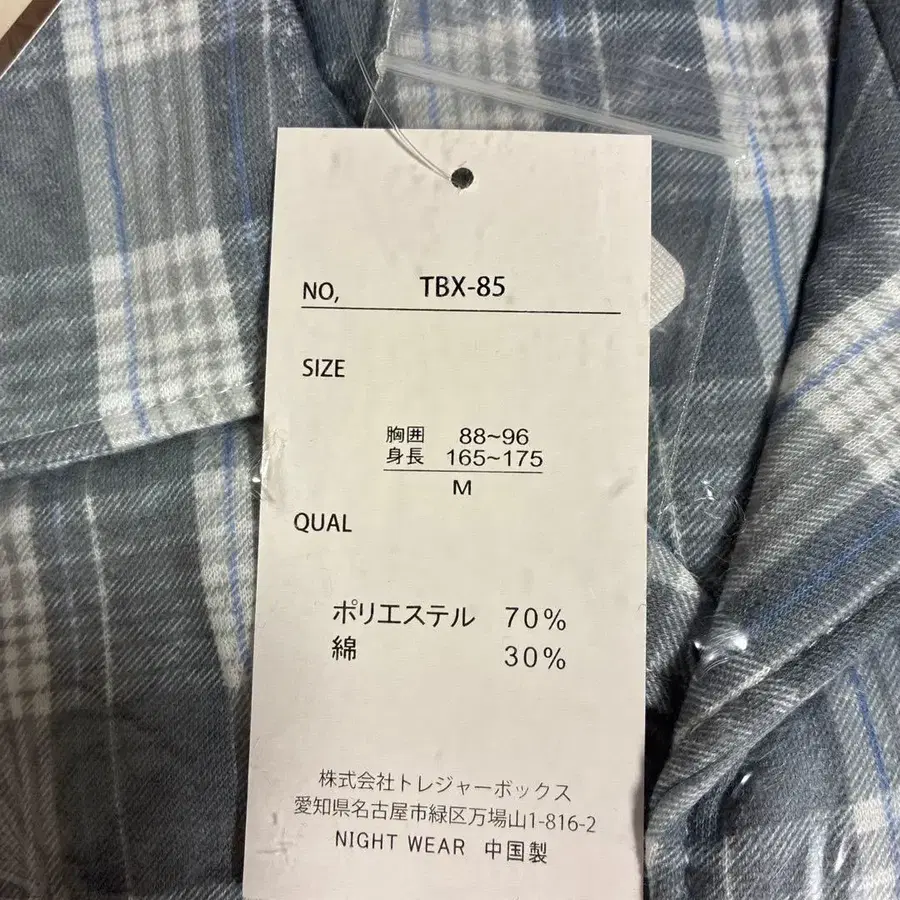 NO, TBX-85
SIZE
胸囲 88~96
身長 165~175
M
QUAL
ポリエステル 70%
綿 30%
株式会社トレジャーボックス
愛知県名古屋市緑区万場山1-816-2
NIGHT WEAR 中国製